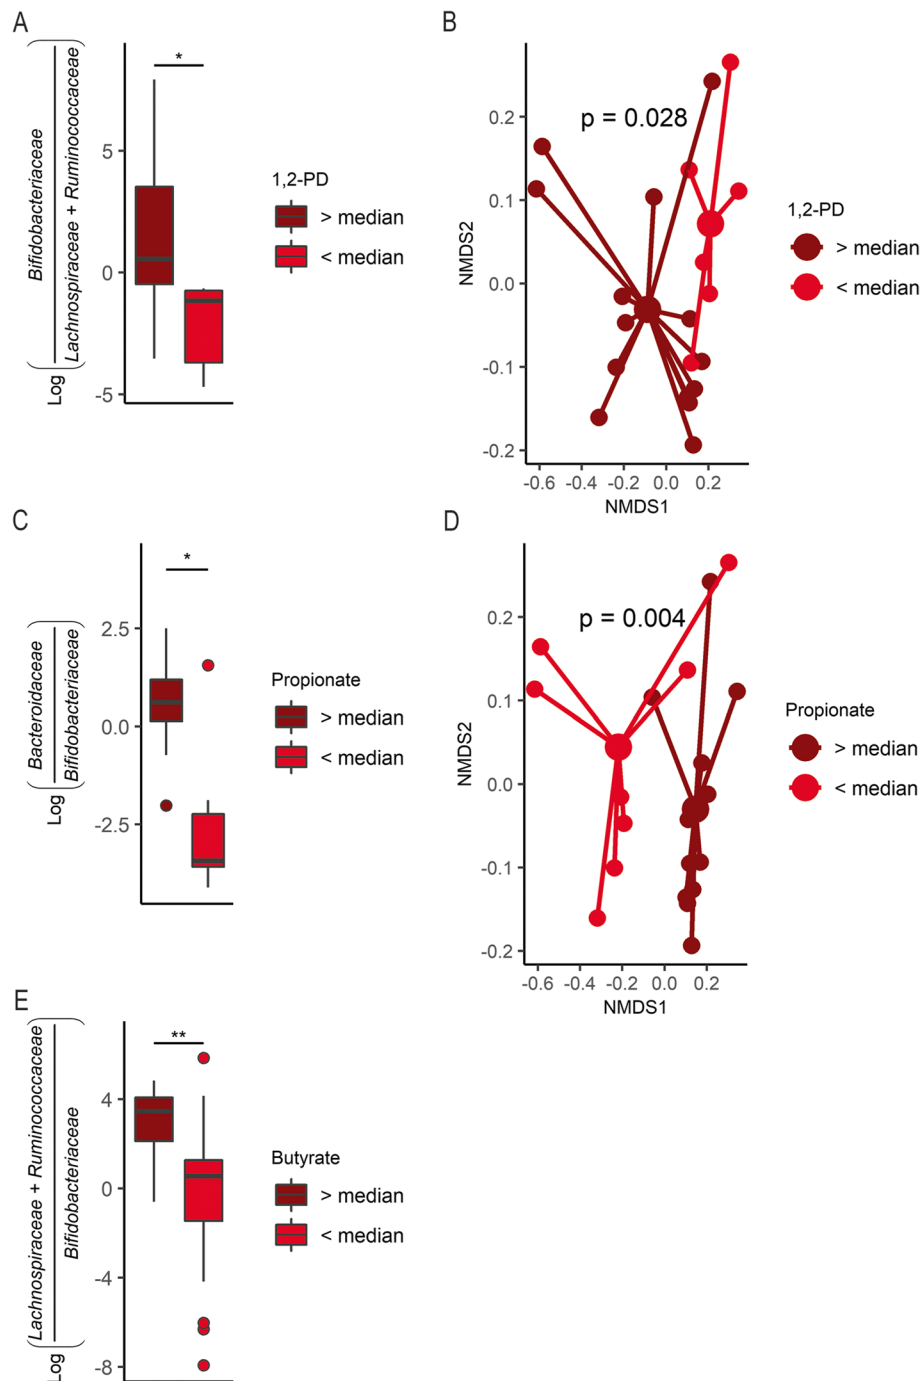 A
Log
Bifidobacteriaceae
Lachnospiraceae + Ruminococcaceae
*
5
0
-5
1,2-PD
> median
< median
B
p = 0.028
NMDS2
0.2
0.1
0.0
-0.1
-0.2
-0.6 -0.4 -0.2 0.0 0.2
NMDS1
1,2-PD
> median
< median
C
Log
Bacteroidaceae
Bifidobacteriaceae
*
2.5
0.0
-2.5
Propionate
> median
< median
D
p = 0.004
NMDS2
0.2
0.1
0.0
-0.1
-0.2
-0.6 -0.4 -0.2 0.0 0.2
NMDS1
Propionate
> median
< median
E
Log
Lachnospiraceae + Ruminococcaceae
Bifidobacteriaceae
**
4
0
-4
-8
Butyrate
> median
< median